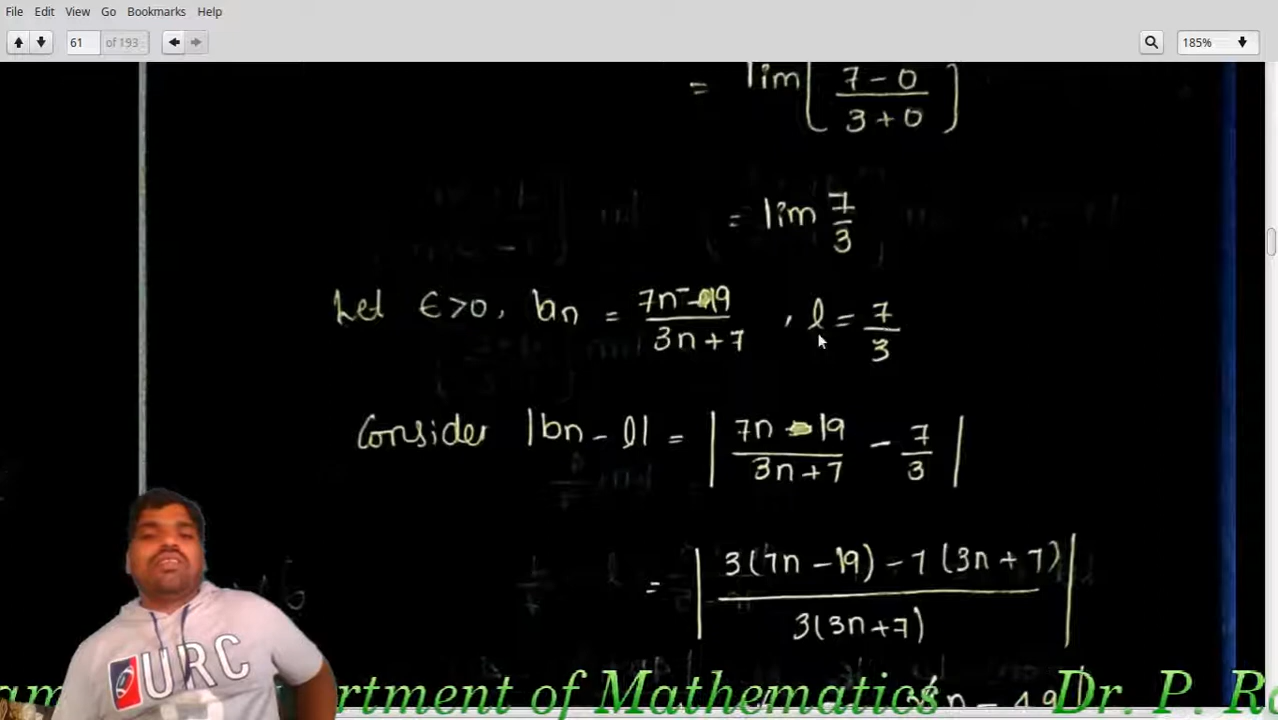 File Edit View Go Bookmarks Help
61 of 193 185%
= lim [ (7 - 0) / (3 + 0) ]
= lim 7/3
Let ϵ > 0, bn = (7n - 19) / (3n + 7) , l = 7/3
Consider |bn - l| = | (7n - 19) / (3n + 7) - 7/3 |
= | (3(7n - 19) - 7(3n + 7)) / (3(3n + 7)) |
URC
rtment of Mathematics Dr. P. R